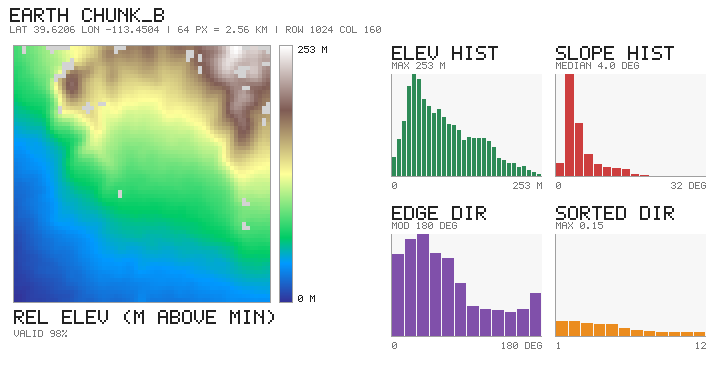 EARTH CHUNK_B
LAT 39.6206 LON -113.4504 | 64 PX = 2.56 KM | ROW 1024 COL 160
253 M
0 M
REL ELEV (M ABOVE MIN)
VALID 98%
ELEV HIST
MAX 253 M
0 253 M
SLOPE HIST
MEDIAN 4.0 DEG
0 32 DEG
EDGE DIR
MOD 180 DEG
0 180 DEG
SORTED DIR
MAX 0.15
1 12